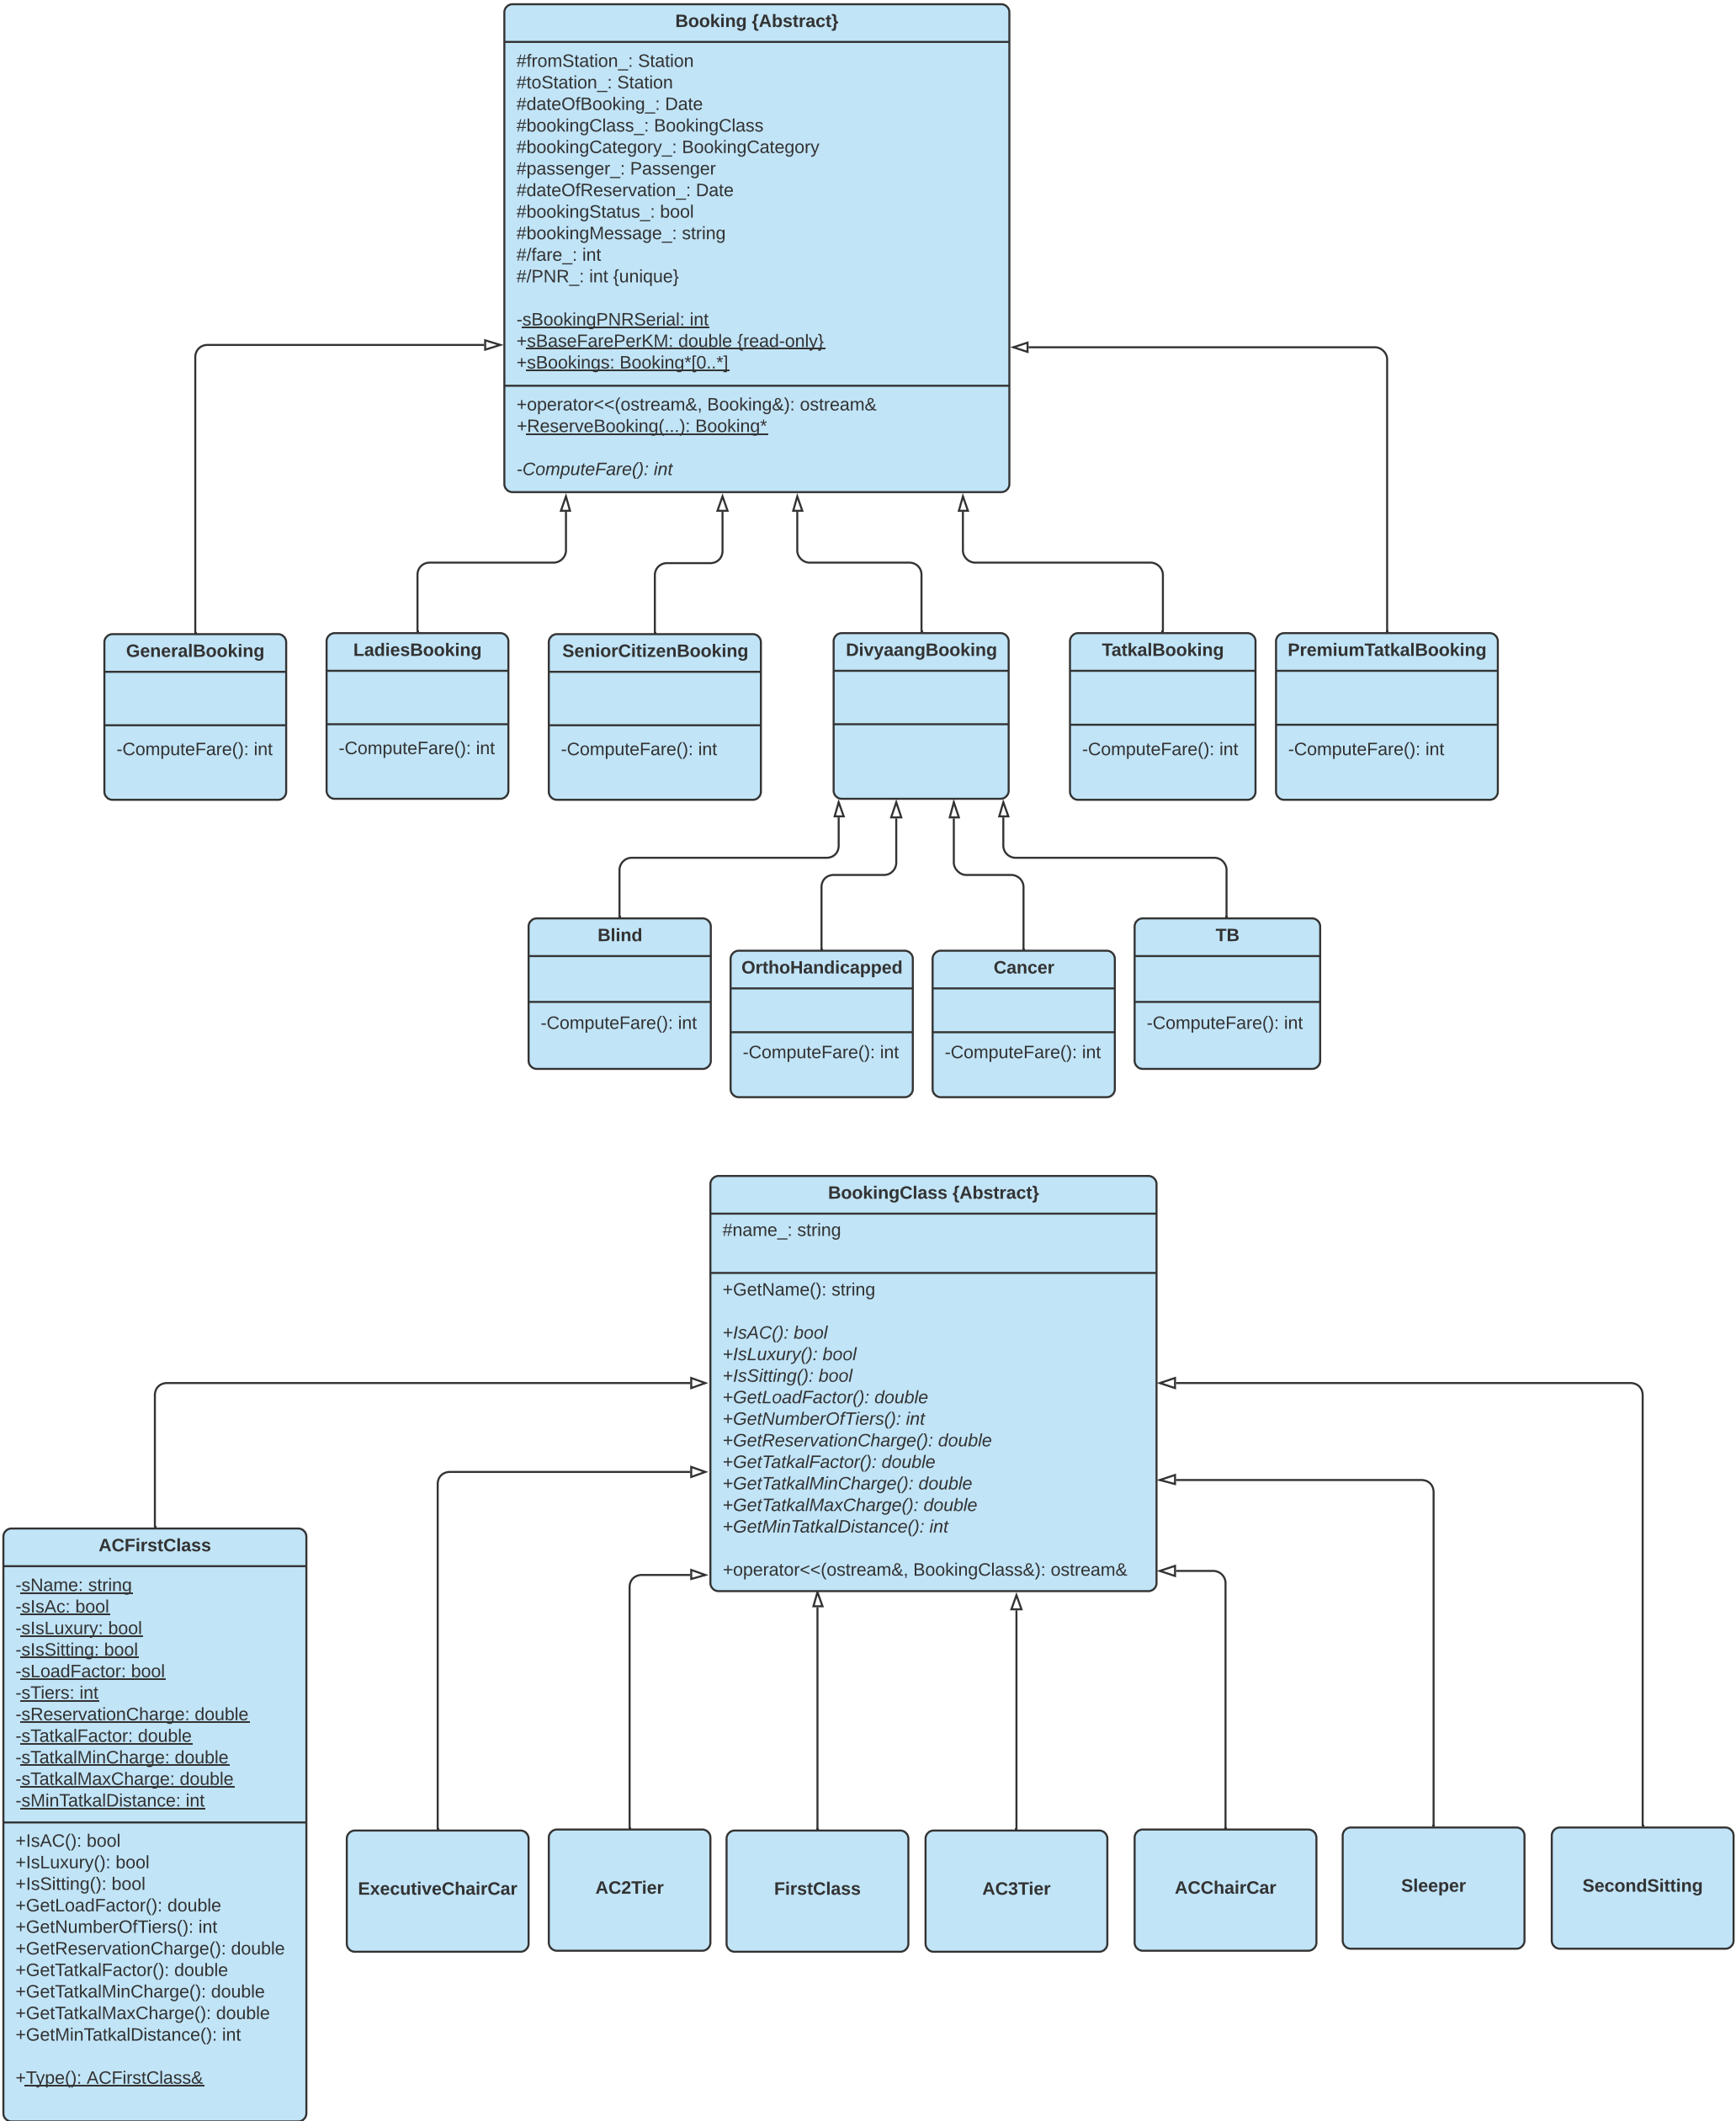 Booking {Abstract}
#fromStation_: Station
#toStation_: Station
#dateOfBooking_: Date
#bookingClass_: BookingClass
#bookingCategory_: BookingCategory
#passenger_: Passenger
#dateOfReservation_: Date
#bookingStatus_: bool
#bookingMessage_: string
#/fare_: int
#/PNR_: int {unique}
-sBookingPNRSerial: int
+sBaseFarePerKM: double {read-only}
+sBookings: Booking*[0..*]
+operator<<(ostream&, Booking&): ostream&
+ReserveBooking(...): Booking*
-ComputeFare(): int
GeneralBooking
-ComputeFare(): int
LadiesBooking
-ComputeFare(): int
SeniorCitizenBooking
-ComputeFare(): int
DivyaangBooking
TatkalBooking
-ComputeFare(): int
PremiumTatkalBooking
-ComputeFare(): int
Blind
-ComputeFare(): int
OrthoHandicapped
-ComputeFare(): int
Cancer
-ComputeFare(): int
TB
-ComputeFare(): int
BookingClass {Abstract}
#name_: string
+GetName(): string
+IsAC(): bool
+IsLuxury(): bool
+IsSitting(): bool
+GetLoadFactor(): double
+GetNumberOfTiers(): int
+GetReservationCharge(): double
+GetTatkalFactor(): double
+GetTatkalMinCharge(): double
+GetTatkalMaxCharge(): double
+GetMinTatkalDistance(): int
+operator<<(ostream&, BookingClass&): ostream&
ACFirstClass
-sName: string
-sIsAc: bool
-sIsLuxury: bool
-sIsSitting: bool
-sLoadFactor: bool
-sTiers: int
-sReservationCharge: double
-sTatkalFactor: double
-sTatkalMinCharge: double
-sTatkalMaxCharge: double
-sMinTatkalDistance: int
+IsAC(): bool
+IsLuxury(): bool
+IsSitting(): bool
+GetLoadFactor(): double
+GetNumberOfTiers(): int
+GetReservationCharge(): double
+GetTatkalFactor(): double
+GetTatkalMinCharge(): double
+GetTatkalMaxCharge(): double
+GetMinTatkalDistance(): int
+Type(): ACFirstClass&
ExecutiveChairCar
AC2Tier
FirstClass
AC3Tier
ACChairCar
Sleeper
SecondSitting